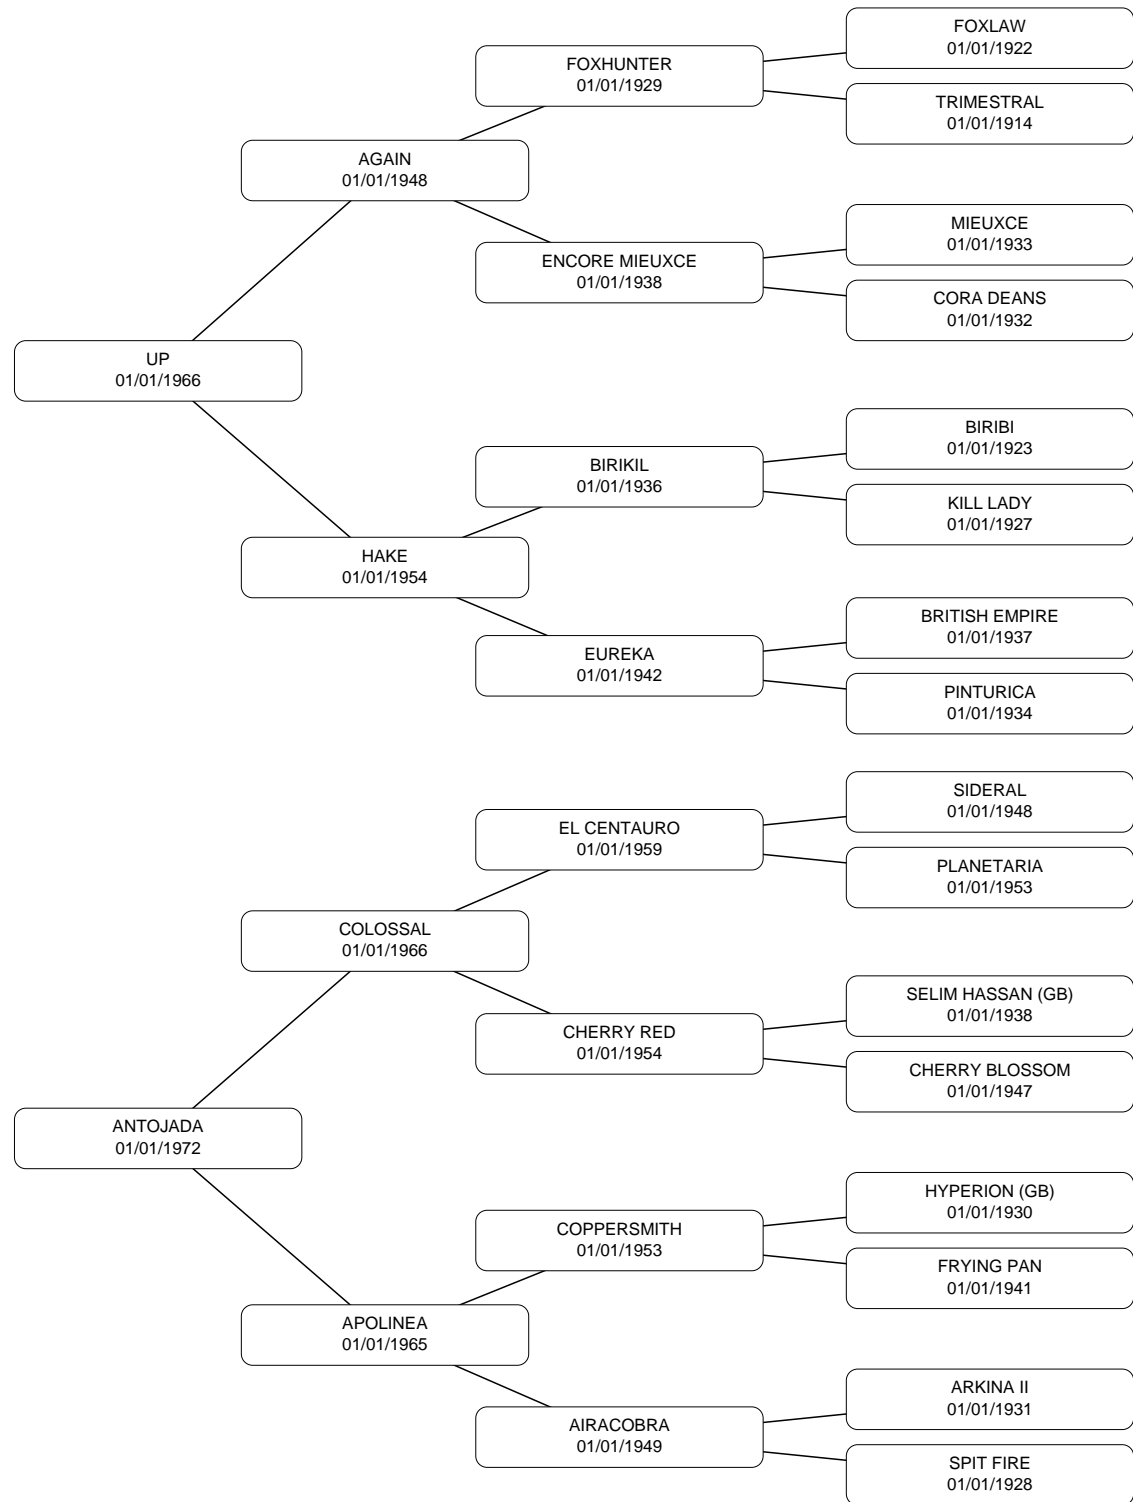 FOXLAW
01/01/1922
FOXHUNTER
01/01/1929
TRIMESTRAL
01/01/1914
AGAIN
01/01/1948
MIEUXCE
01/01/1933
ENCORE MIEUXCE
01/01/1938
CORA DEANS
01/01/1932
UP
01/01/1966
BIRIBI
01/01/1923
BIRIKIL
01/01/1936
KILL LADY
01/01/1927
HAKE
01/01/1954
BRITISH EMPIRE
01/01/1937
EUREKA
01/01/1942
PINTURICA
01/01/1934
SIDERAL
01/01/1948
EL CENTAURO
01/01/1959
PLANETARIA
01/01/1953
COLOSSAL
01/01/1966
SELIM HASSAN (GB)
01/01/1938
CHERRY RED
01/01/1954
CHERRY BLOSSOM
01/01/1947
ANTOJADA
01/01/1972
HYPERION (GB)
01/01/1930
COPPERSMITH
01/01/1953
FRYING PAN
01/01/1941
APOLINEA
01/01/1965
ARKINA II
01/01/1931
AIRACOBRA
01/01/1949
SPIT FIRE
01/01/1928